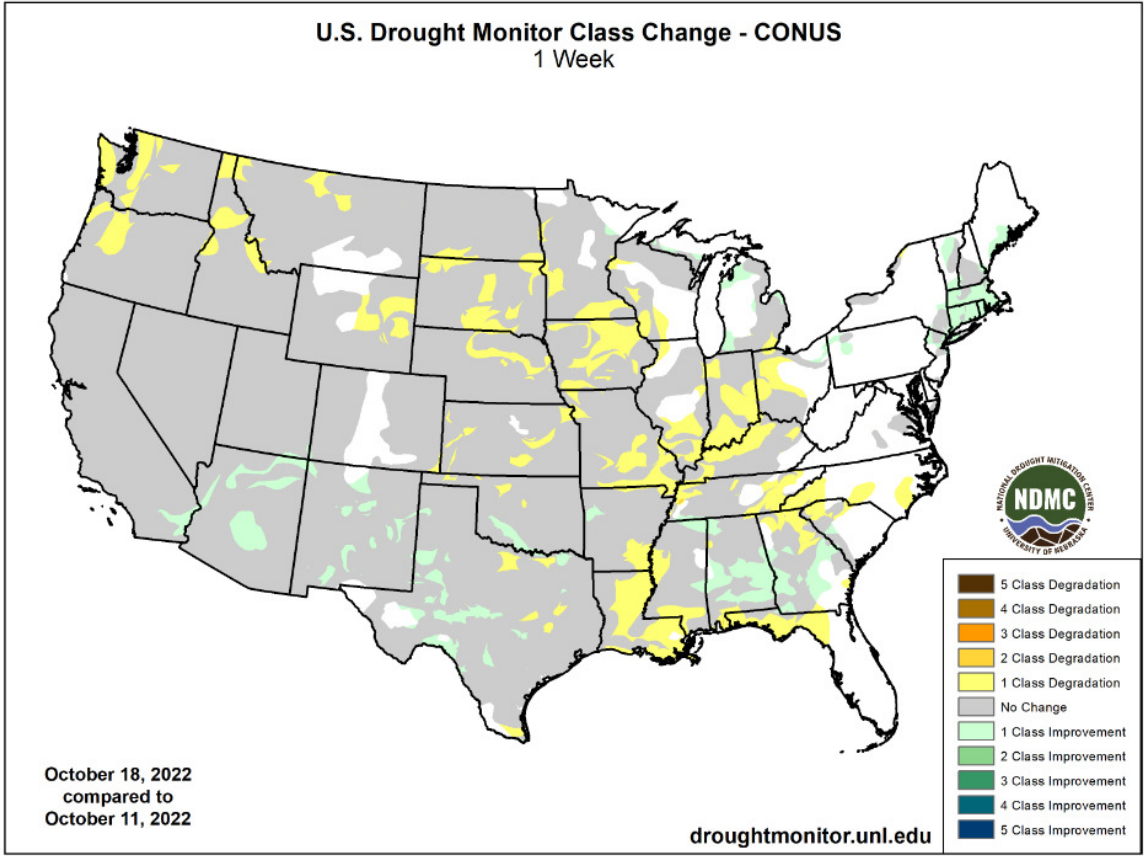 U.S. Drought Monitor Class Change - CONUS
1 Week
NATIONAL DROUGHT MITIGATION CENTER
NDMC
UNIVERSITY OF NEBRASKA
5 Class Degradation
4 Class Degradation
3 Class Degradation
2 Class Degradation
1 Class Degradation
No Change
1 Class Improvement
2 Class Improvement
3 Class Improvement
4 Class Improvement
5 Class Improvement
October 18, 2022
compared to
October 11, 2022
droughtmonitor.unl.edu